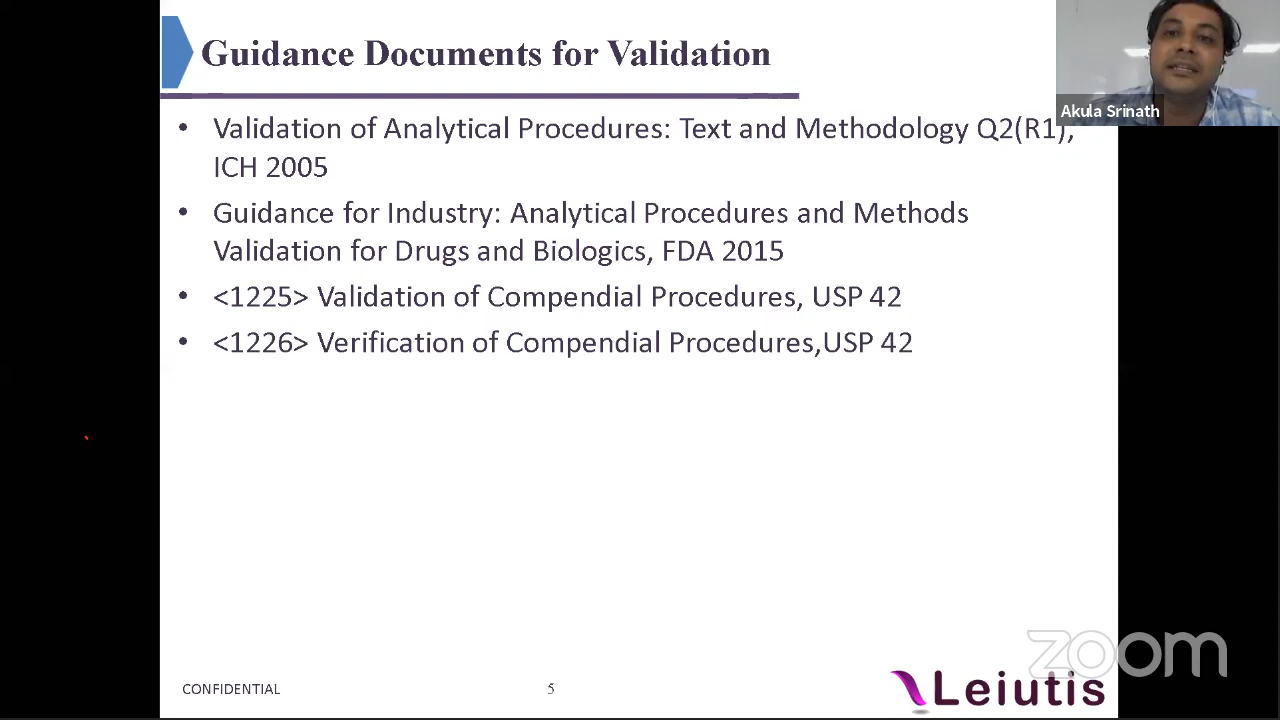 Guidance Documents for Validation
Akula Srinath
• Validation of Analytical Procedures: Text and Methodology Q2(R1),
ICH 2005
• Guidance for Industry: Analytical Procedures and Methods
Validation for Drugs and Biologics, FDA 2015
• <1225> Validation of Compendial Procedures, USP 42
• <1226> Verification of Compendial Procedures,USP 42
zoom
CONFIDENTIAL
5
Leiutis